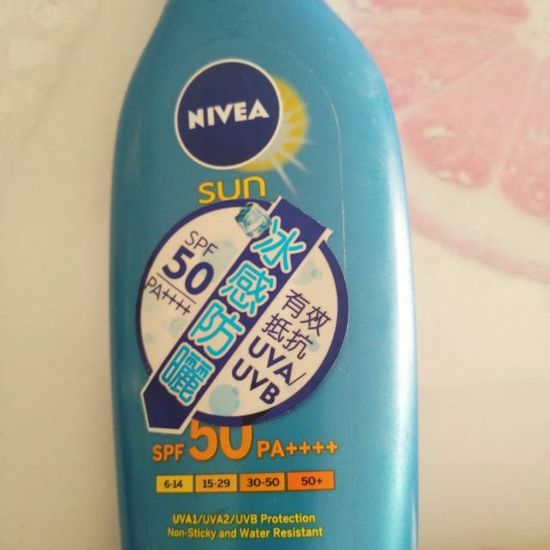 NIVEA
sun
SPF
50
PA++++
冰感防曬
有效
抵抗
UVA/
UVB
SPF 50 PA++++
6-14 15-29 30-50 50+
UVA1/UVA2/UVB Protection
Non-Sticky and Water Resistant